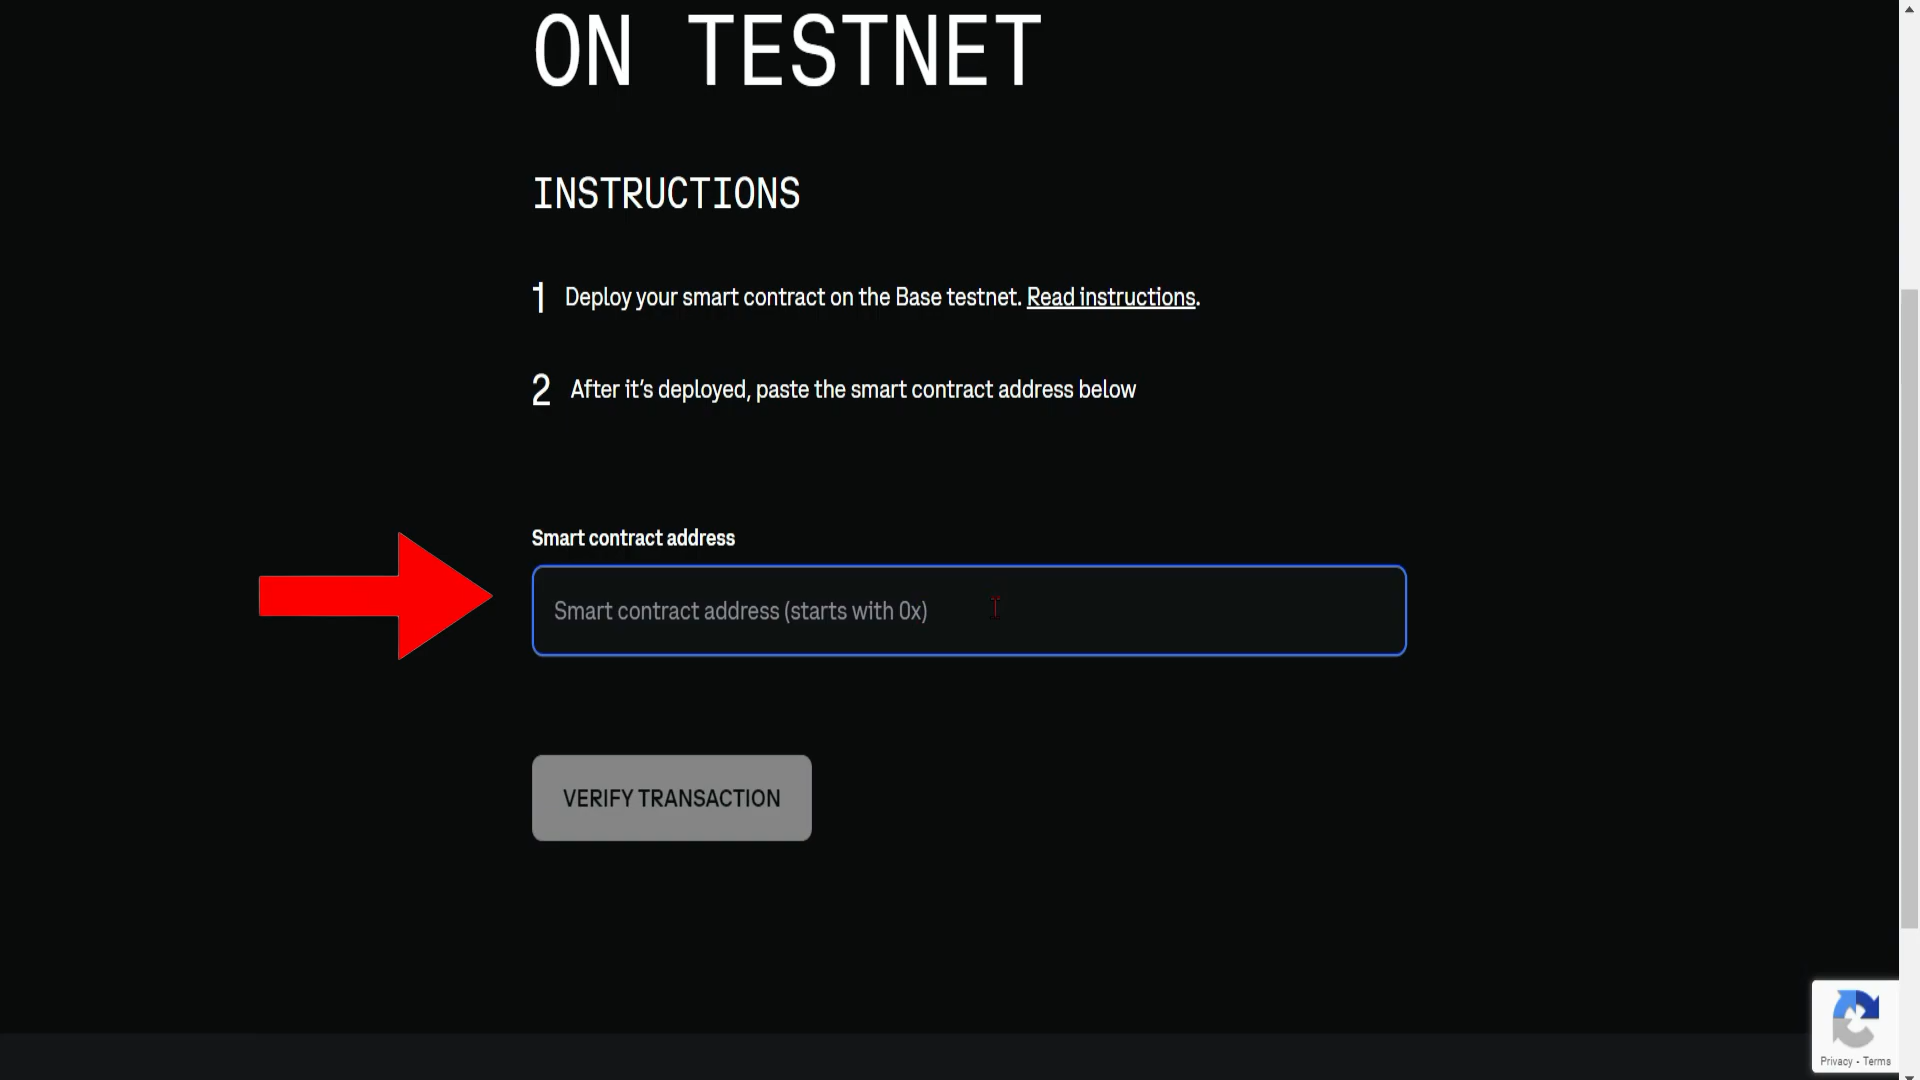 ON TESTNET
INSTRUCTIONS
1 Deploy your smart contract on the Base testnet. Read instructions.
2 After it’s deployed, paste the smart contract address below
Smart contract address
Smart contract address (starts with 0x)
VERIFY TRANSACTION
Privacy - Terms